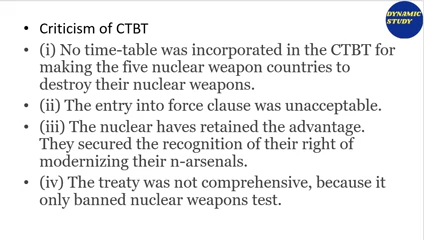 DYNAMIC
STUDY
• Criticism of CTBT
• (i) No time-table was incorporated in the CTBT for
making the five nuclear weapon countries to
destroy their nuclear weapons.
• (ii) The entry into force clause was unacceptable.
• (iii) The nuclear haves retained the advantage.
They secured the recognition of their right of
modernizing their n-arsenals.
• (iv) The treaty was not comprehensive, because it
only banned nuclear weapons test.